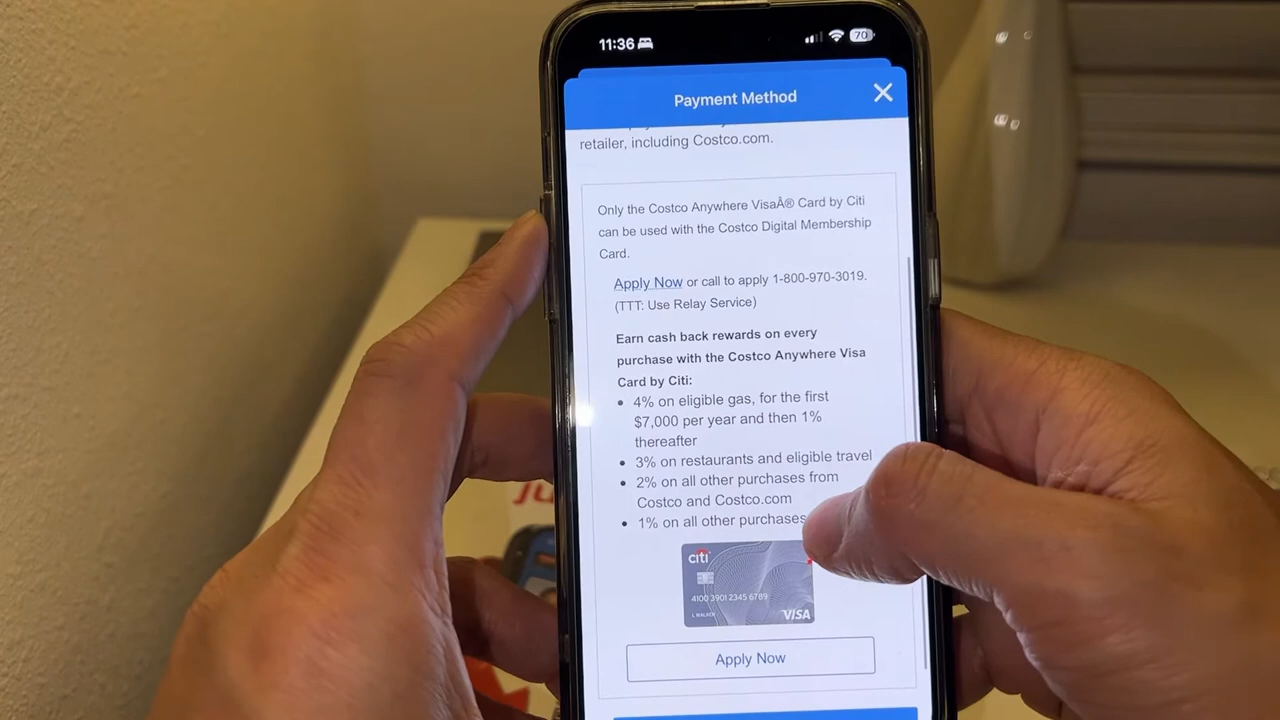 11:36
70
Payment Method
retailer, including Costco.com.
Only the Costco Anywhere VisaÂ® Card by Citi
can be used with the Costco Digital Membership
Card.
Apply Now or call to apply 1-800-970-3019.
(TTT: Use Relay Service)
Earn cash back rewards on every
purchase with the Costco Anywhere Visa
Card by Citi:
• 4% on eligible gas, for the first
$7,000 per year and then 1%
thereafter
• 3% on restaurants and eligible travel
• 2% on all other purchases from
Costco and Costco.com
• 1% on all other purchases
citi
4100 3901 2345 6789
L WALKER
VISA
Apply Now